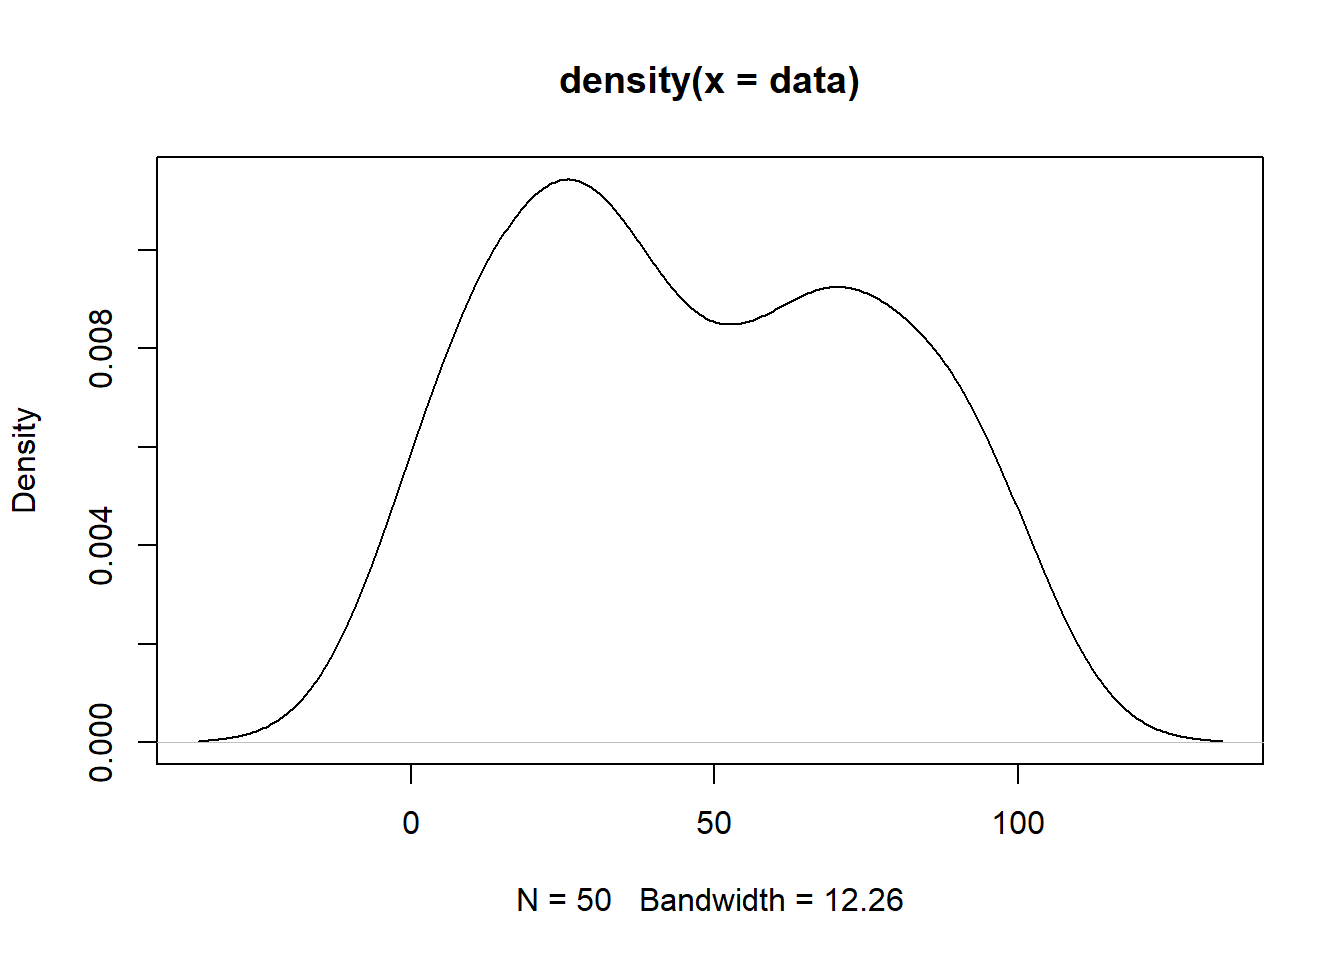 density(x = data)
Density
0.008
0.004
0.000
0 50 100
N = 50 Bandwidth = 12.26